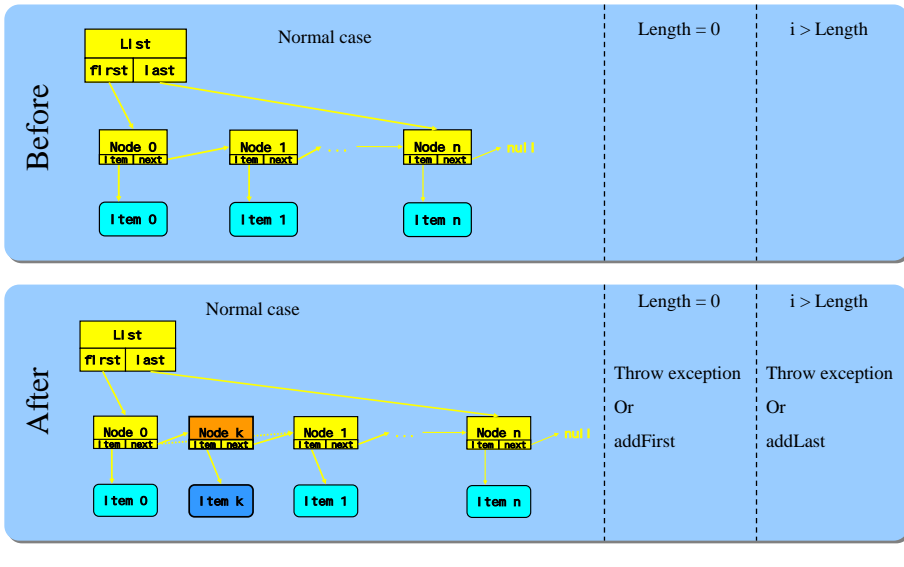 Before
Normal case
Length = 0
i > Length
List
first last
Node 0
Item next
Node 1
Item next
. . .
Node n
Item next
null
Item 0
Item 1
Item n
After
Normal case
Length = 0
i > Length
List
first last
Throw exception
Or
addFirst
Throw exception
Or
addLast
Node 0
Item next
Node k
Item next
Node 1
Item next
. . .
Node n
Item next
null
Item 0
Item k
Item 1
Item n